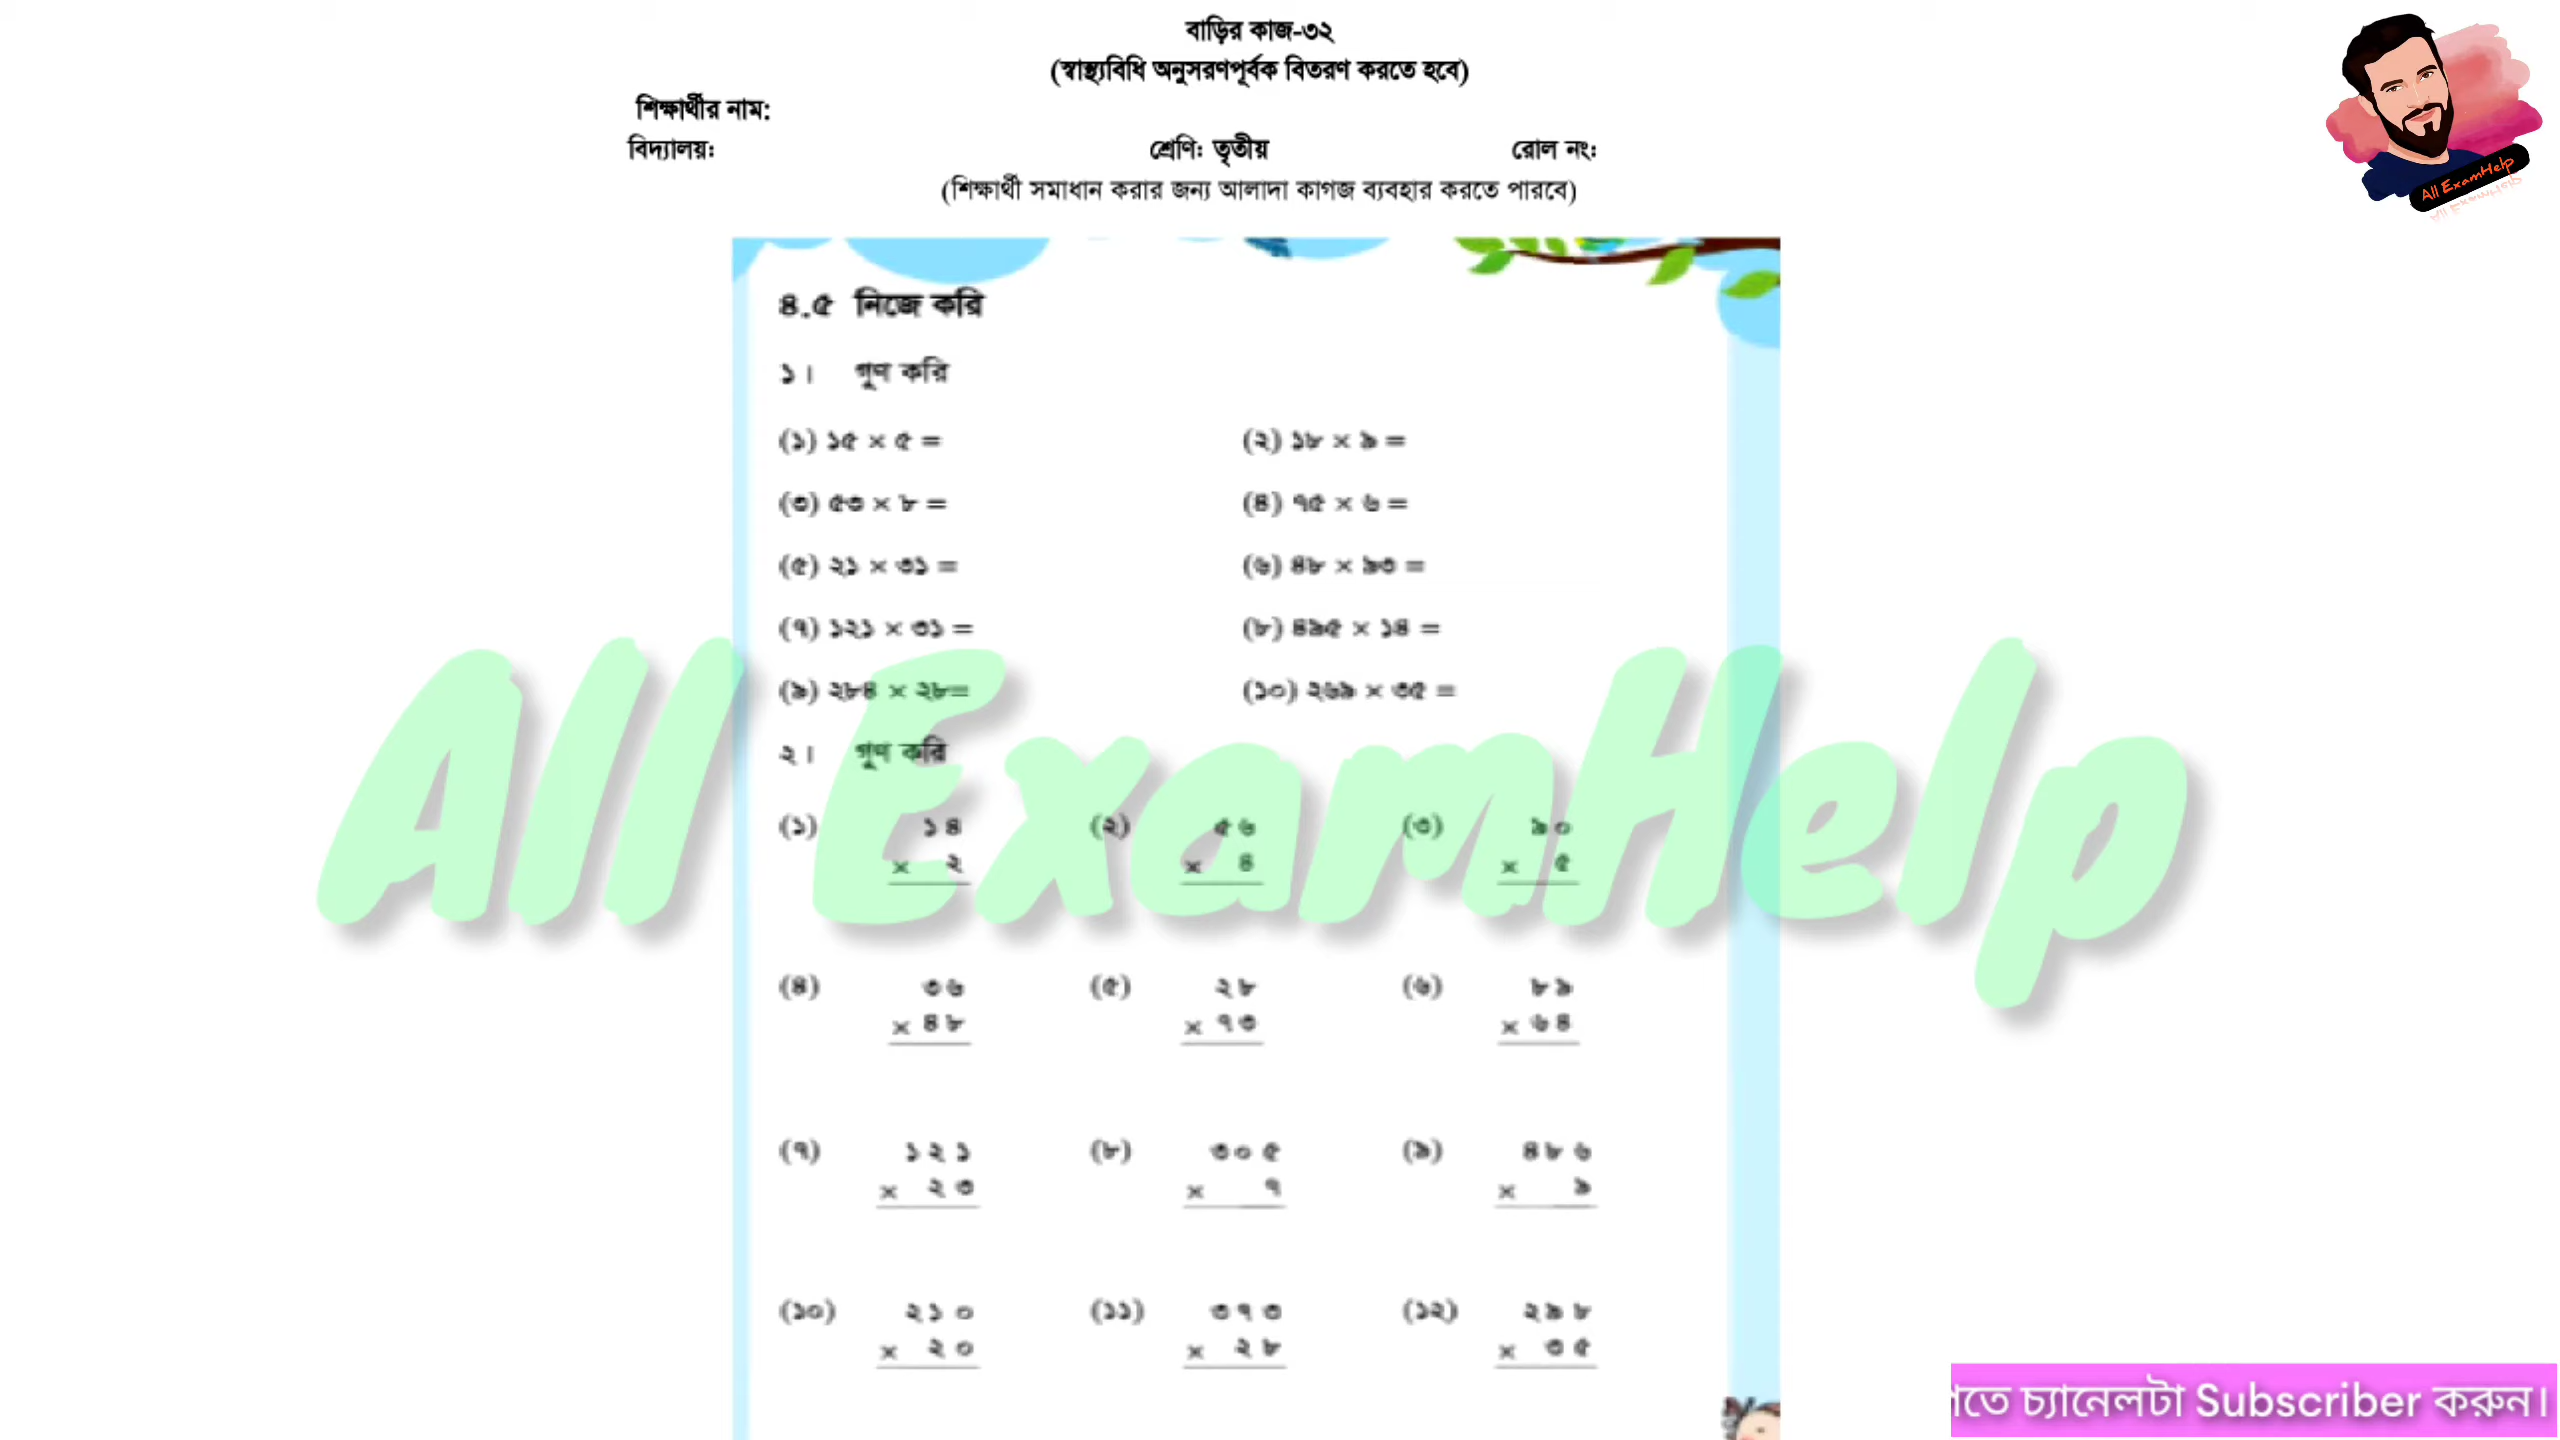 বাড়ির কাজ-৩২
(স্বাস্থ্যবিধি অনুসরণপূর্বক বিতরণ করতে হবে)
শিক্ষার্থীর নাম:
বিদ্যালয়: শ্রেণি: তৃতীয় রোল নং:
(শিক্ষার্থী সমাধান করার জন্য আলাদা কাগজ ব্যবহার করতে পারবে)
All ExamHelp
৪.৫ নিজে করি
১। গুণ করি
(১) ১৫ × ৫ = (২) ১৮ × ৯ =
(৩) ৫৩ × ৮ = (৪) ৭৫ × ৬ =
(৫) ২১ × ৩১ = (৬) ৪৮ × ৯৩ =
(৭) ১২১ × ৩১ = (৮) ৪৯৫ × ১৪ =
(৯) ২৮৪ × ২৮= (১০) ২৬৯ × ৩৫ =
২। গুণ করি
(১) ১৪ (২) ৫৬ (৩) ৯০
× ২ × ৪ × ৫
All ExamHelp
(৪) ৩৬ (৫) ২৮ (৬) ৮৯
× ৪৮ × ৭৩ × ৬৪
(৭) ১২১ (৮) ৩০৫ (৯) ৪৮৬
× ২৩ × ৭ × ৯
(১০) ২১০ (১১) ৩৭৩ (১২) ২৯৮
× ২০ × ২৮ × ৩৫
চ্যানেলটা Subscriber করুন।